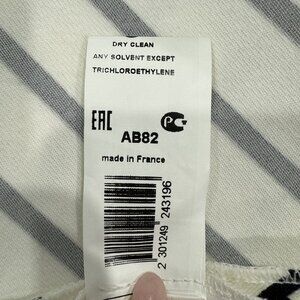 DRY CLEAN
ANY SOLVENT EXCEPT
TRICHLOROETHYLENE
EAC
AB82
made in France
2 301249 243196